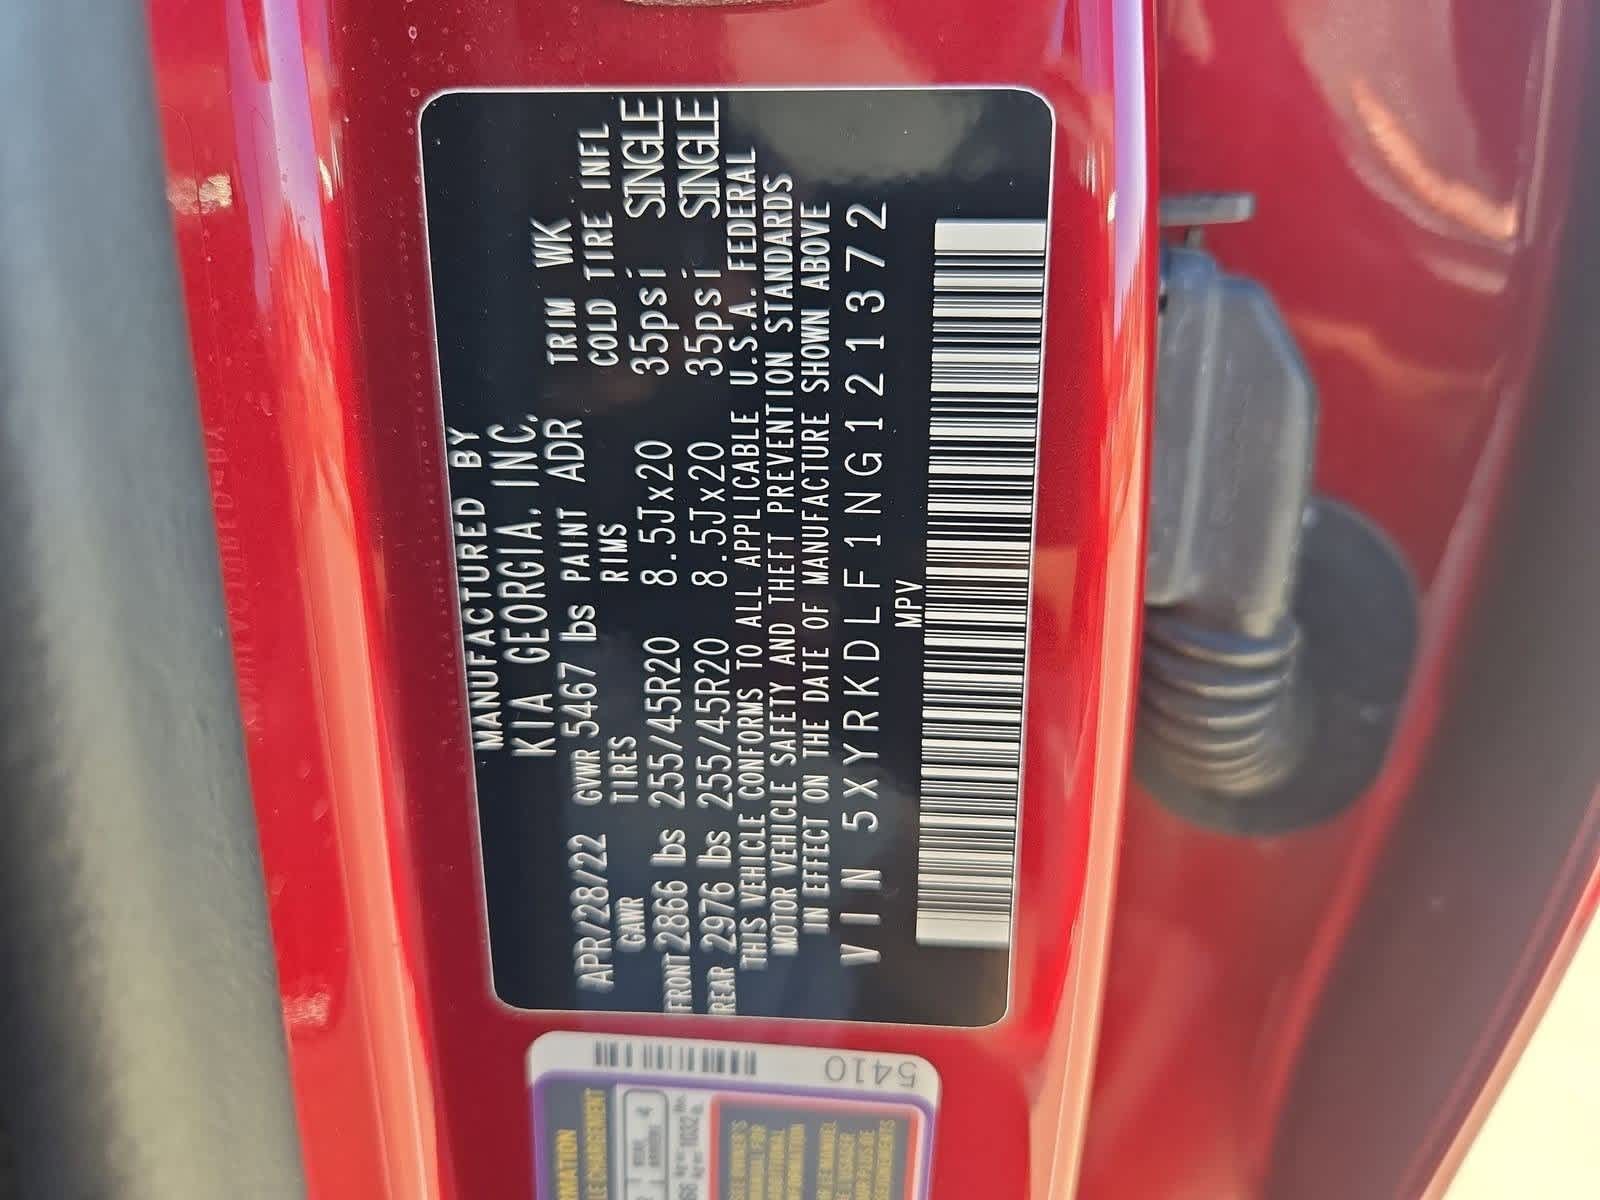 MANUFACTURED BY
KIA GEORGIA, INC.
APR/28/22 GVWR 5467 lbs PAINT ADR TRIM WK
GAWR TIRES RIMS COLD TIRE INFL
FRONT 2866 lbs 255/45R20 8.5Jx20 35psi SINGLE
REAR 2976 lbs 255/45R20 8.5Jx20 35psi SINGLE
THIS VEHICLE CONFORMS TO ALL APPLICABLE U.S.A. FEDERAL
MOTOR VEHICLE SAFETY AND THEFT PREVENTION STANDARDS
IN EFFECT ON THE DATE OF MANUFACTURE SHOWN ABOVE
VIN 5XYRKDLF1NG121372
MPV
5410